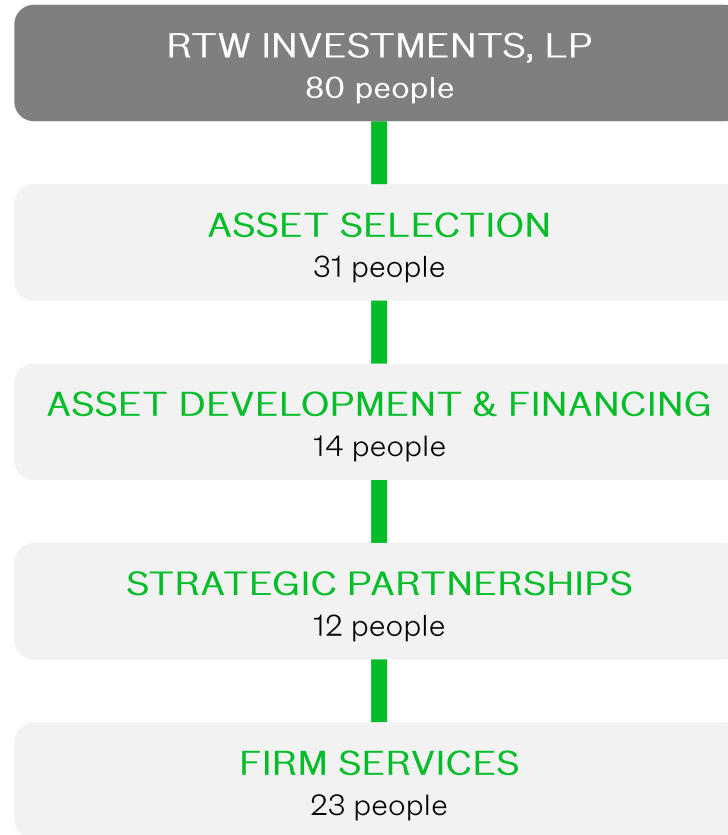 RTW INVESTMENTS, LP
80 people
ASSET SELECTION
31 people
ASSET DEVELOPMENT & FINANCING
14 people
STRATEGIC PARTNERSHIPS
12 people
FIRM SERVICES
23 people